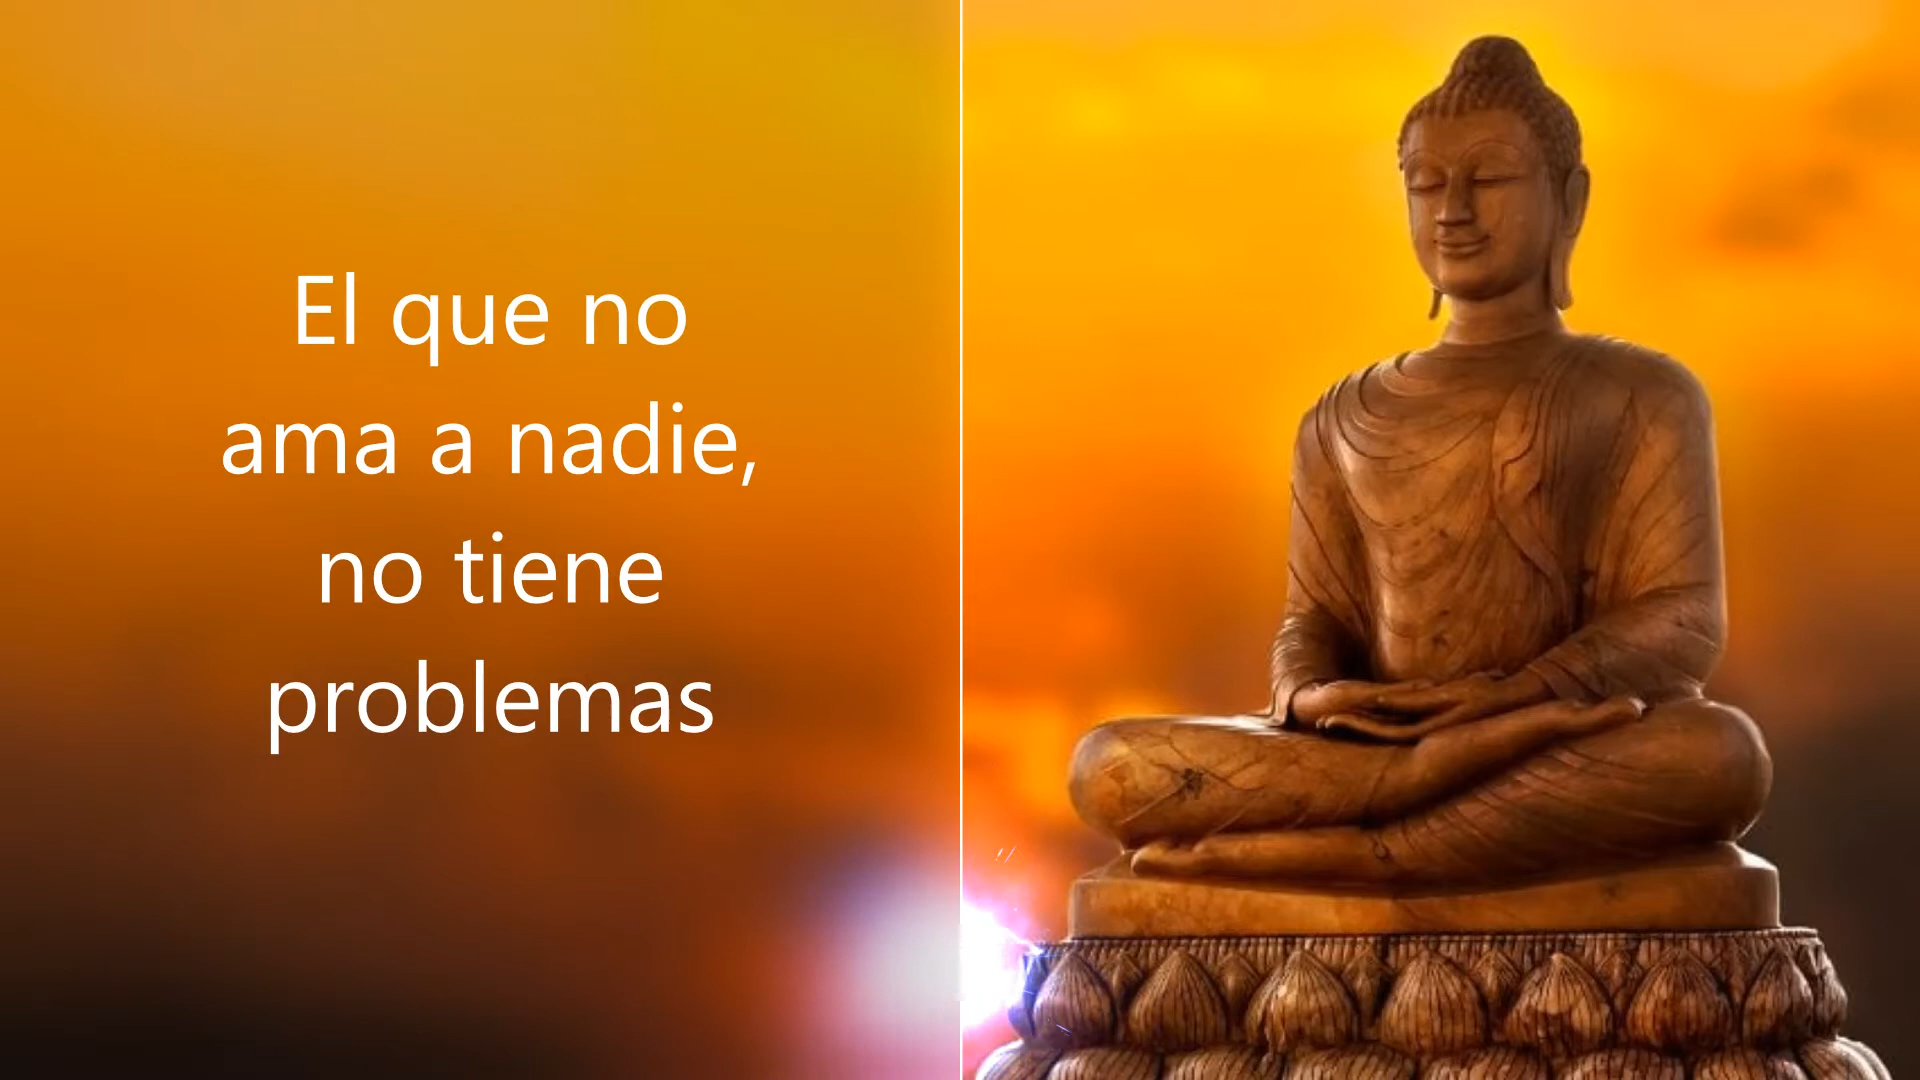 El que no
ama a nadie,
no tiene
problemas